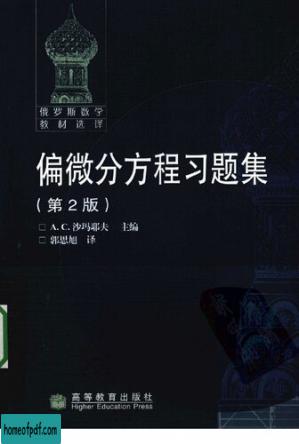 俄罗斯数学
教材选译
偏微分方程习题集
(第2版)
□ A.C.沙玛耶夫 主编
□ 郭思旭 译
高等教育出版社
Higher Education Press
homeofpdf.com